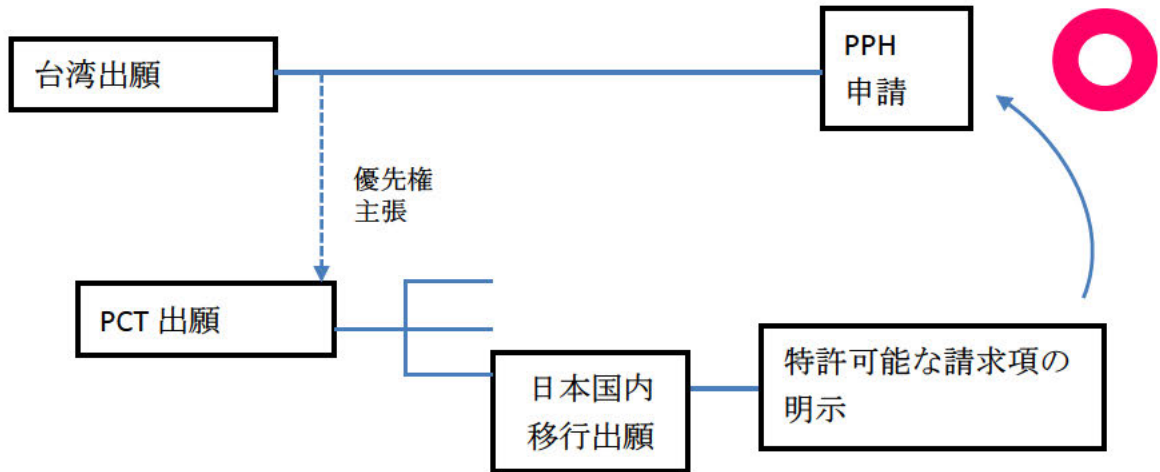 台湾出願
PPH
申請
優先権
主張
PCT 出願
日本国内
移行出願
特許可能な請求項の
明示